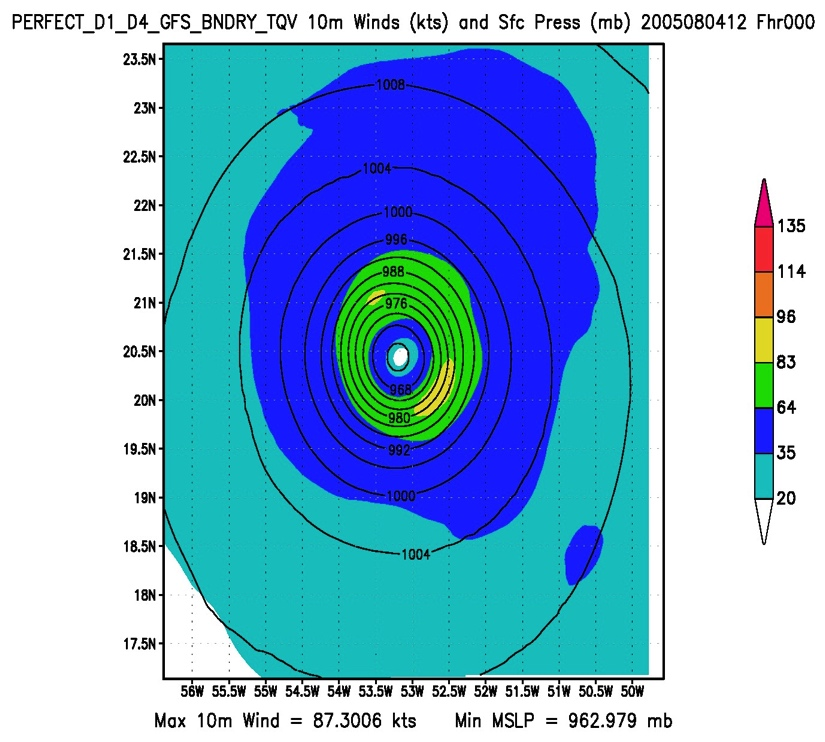 PERFECT_D1_D4_GFS_BNDRY_TQV 10m Winds (kts) and Sfc Press (mb) 2005080412 Fhr000
23.5N
23N
22.5N
22N
21.5N
21N
20.5N
20N
19.5N
19N
18.5N
18N
17.5N
1008
1004
1000
996
988
976
968
980
992
1000
1004
135
114
96
83
64
35
20
56W 55.5W 55W 54.5W 54W 53.5W 53W 52.5W 52W 51.5W 51W 50.5W 50W
Max 10m Wind = 87.3006 kts Min MSLP = 962.979 mb